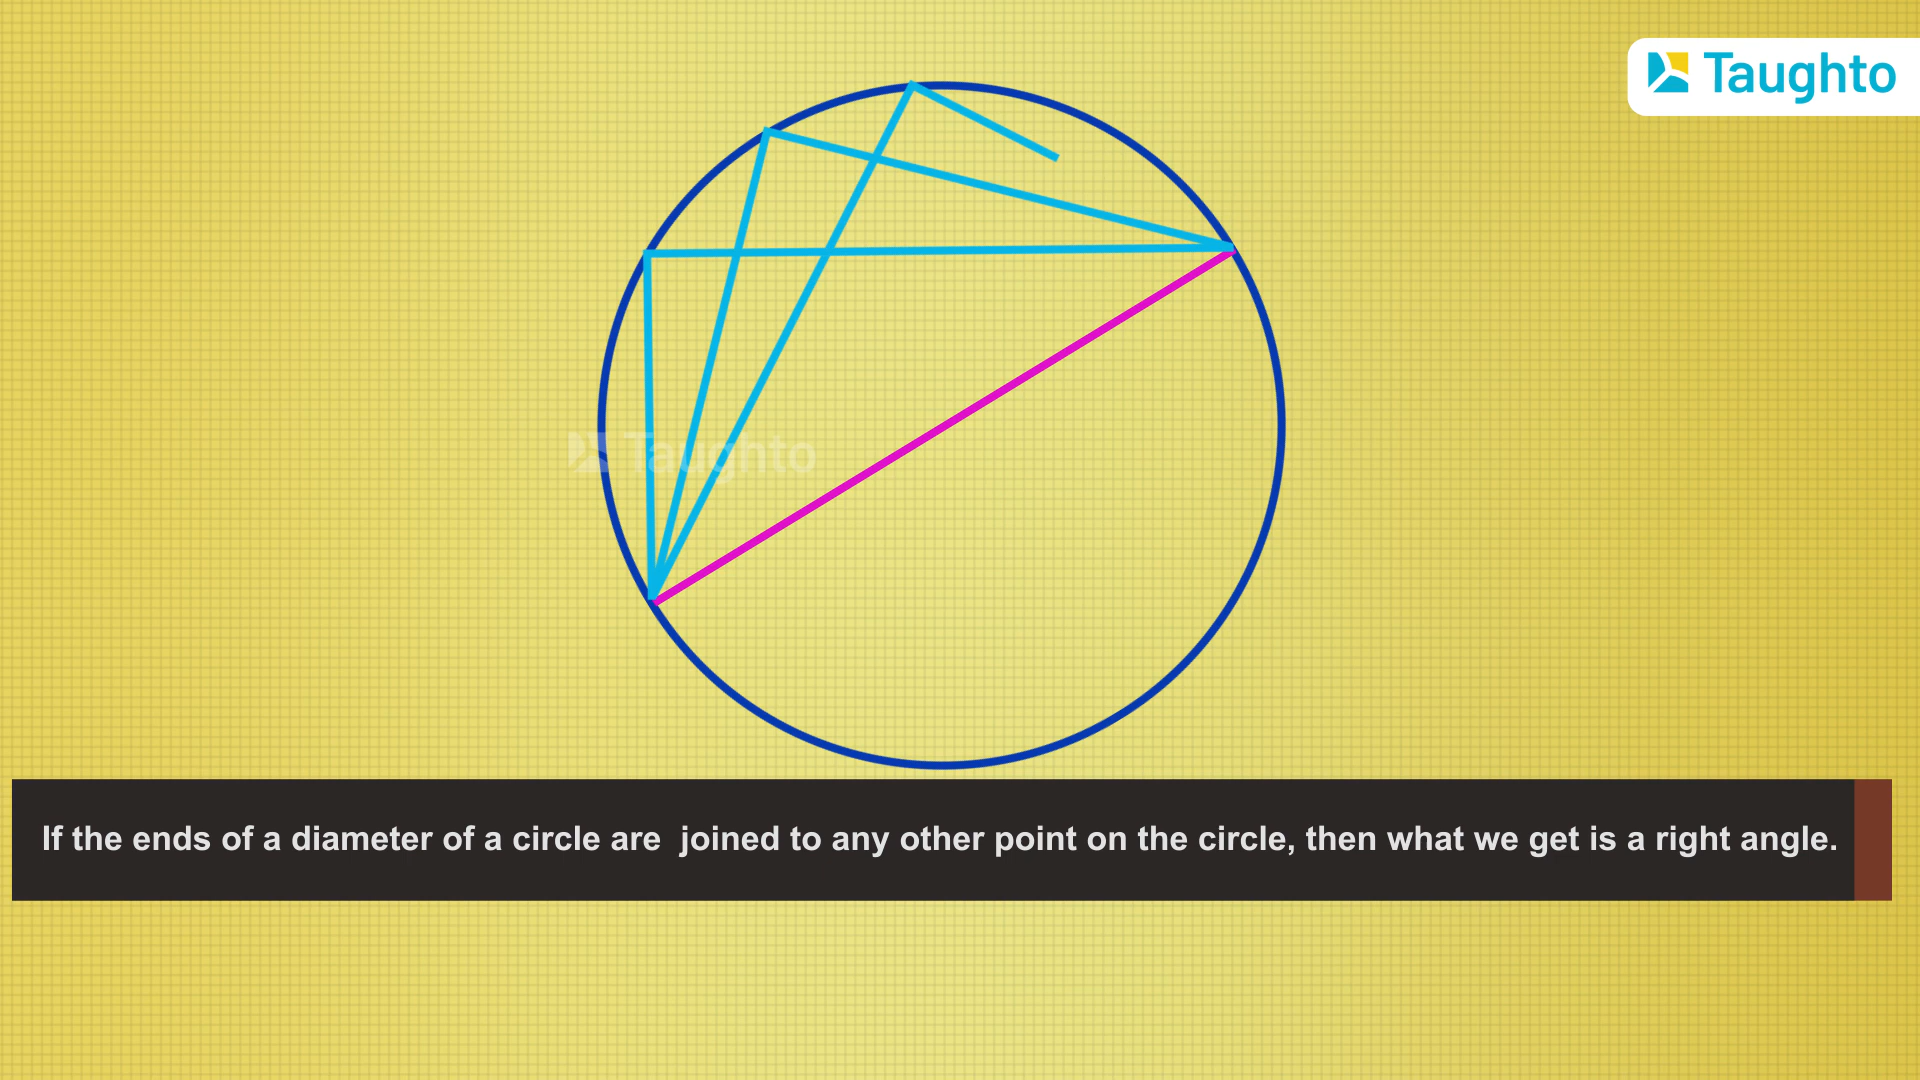 Taughto
Taughto
If the ends of a diameter of a circle are  joined to any other point on the circle, then what we get is a right angle.